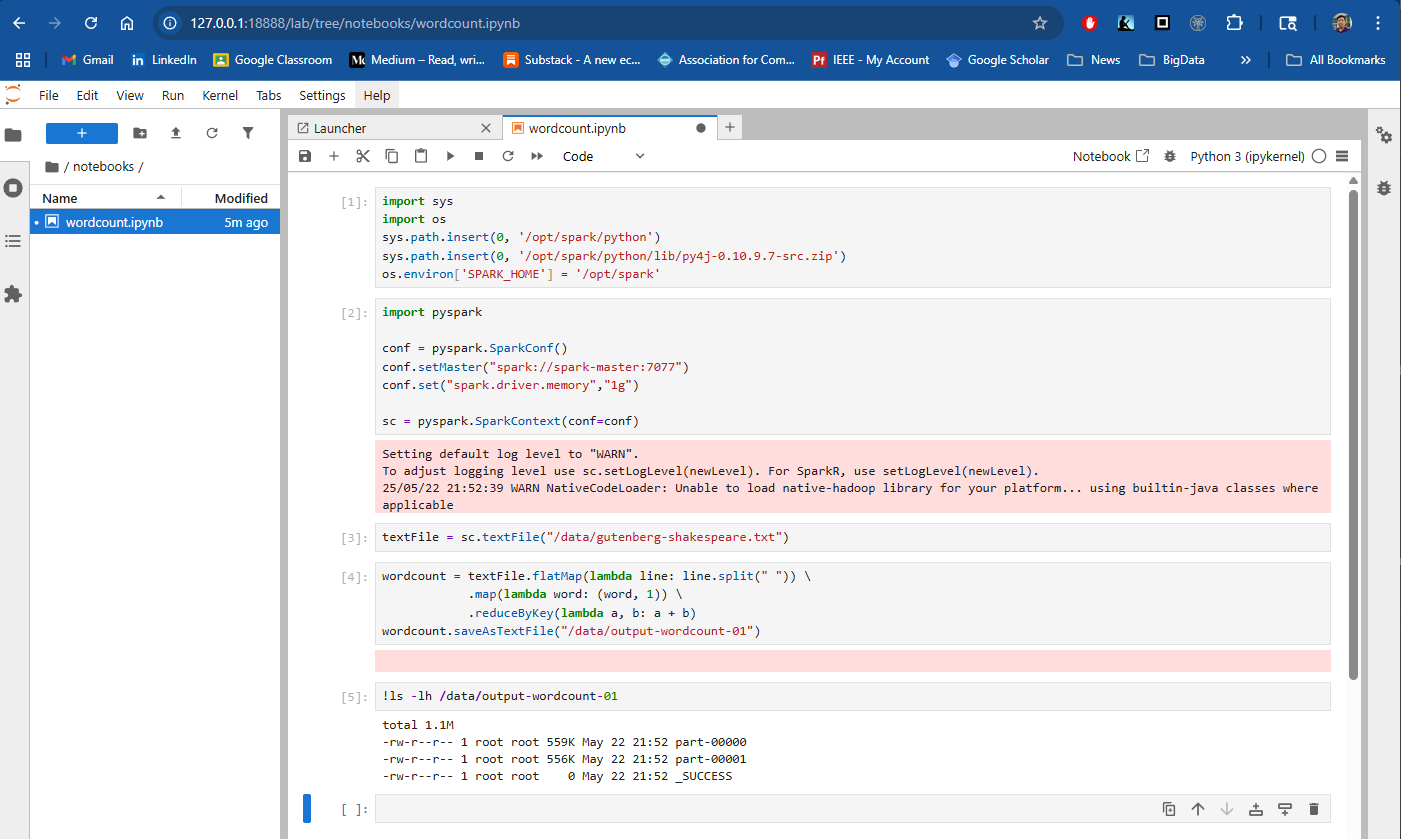 127.0.0.1:18888/lab/tree/notebooks/wordcount.ipynb
Gmail
LinkedIn
Google Classroom
Medium – Read, wri...
Substack - A new ec...
Association for Com...
IEEE - My Account
Google Scholar
News
BigData
All Bookmarks
File Edit View Run Kernel Tabs Settings Help
/ notebooks /
Name Modified
wordcount.ipynb 5m ago
Launcher
wordcount.ipynb
Code
Notebook
Python 3 (ipykernel)
[1]:
import sys
import os
sys.path.insert(0, '/opt/spark/python')
sys.path.insert(0, '/opt/spark/python/lib/py4j-0.10.9.7-src.zip')
os.environ['SPARK_HOME'] = '/opt/spark'
[2]:
import pyspark
conf = pyspark.SparkConf()
conf.setMaster("spark://spark-master:7077")
conf.set("spark.driver.memory","1g")
sc = pyspark.SparkContext(conf=conf)
Setting default log level to "WARN".
To adjust logging level use sc.setLogLevel(newLevel). For SparkR, use setLogLevel(newLevel).
25/05/22 21:52:39 WARN NativeCodeLoader: Unable to load native-hadoop library for your platform... using builtin-java classes where
applicable
[3]:
textFile = sc.textFile("/data/gutenberg-shakespeare.txt")
[4]:
wordcount = textFile.flatMap(lambda line: line.split(" ")) \
.map(lambda word: (word, 1)) \
.reduceByKey(lambda a, b: a + b)
wordcount.saveAsTextFile("/data/output-wordcount-01")
[5]:
!ls -lh /data/output-wordcount-01
total 1.1M
-rw-r--r-- 1 root root 559K May 22 21:52 part-00000
-rw-r--r-- 1 root root 556K May 22 21:52 part-00001
-rw-r--r-- 1 root root    0 May 22 21:52 _SUCCESS
[ ]: